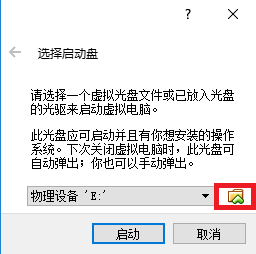 ?
选择启动盘
请选择一个虚拟光盘文件或已放入光盘
的光驱来启动虚拟电脑。
此光盘应可启动并且有你想安装的操作
系统。下次关闭虚拟电脑时，此光盘可
自动弹出；你也可以手动弹出。
物理设备 'E:'
启动 取消